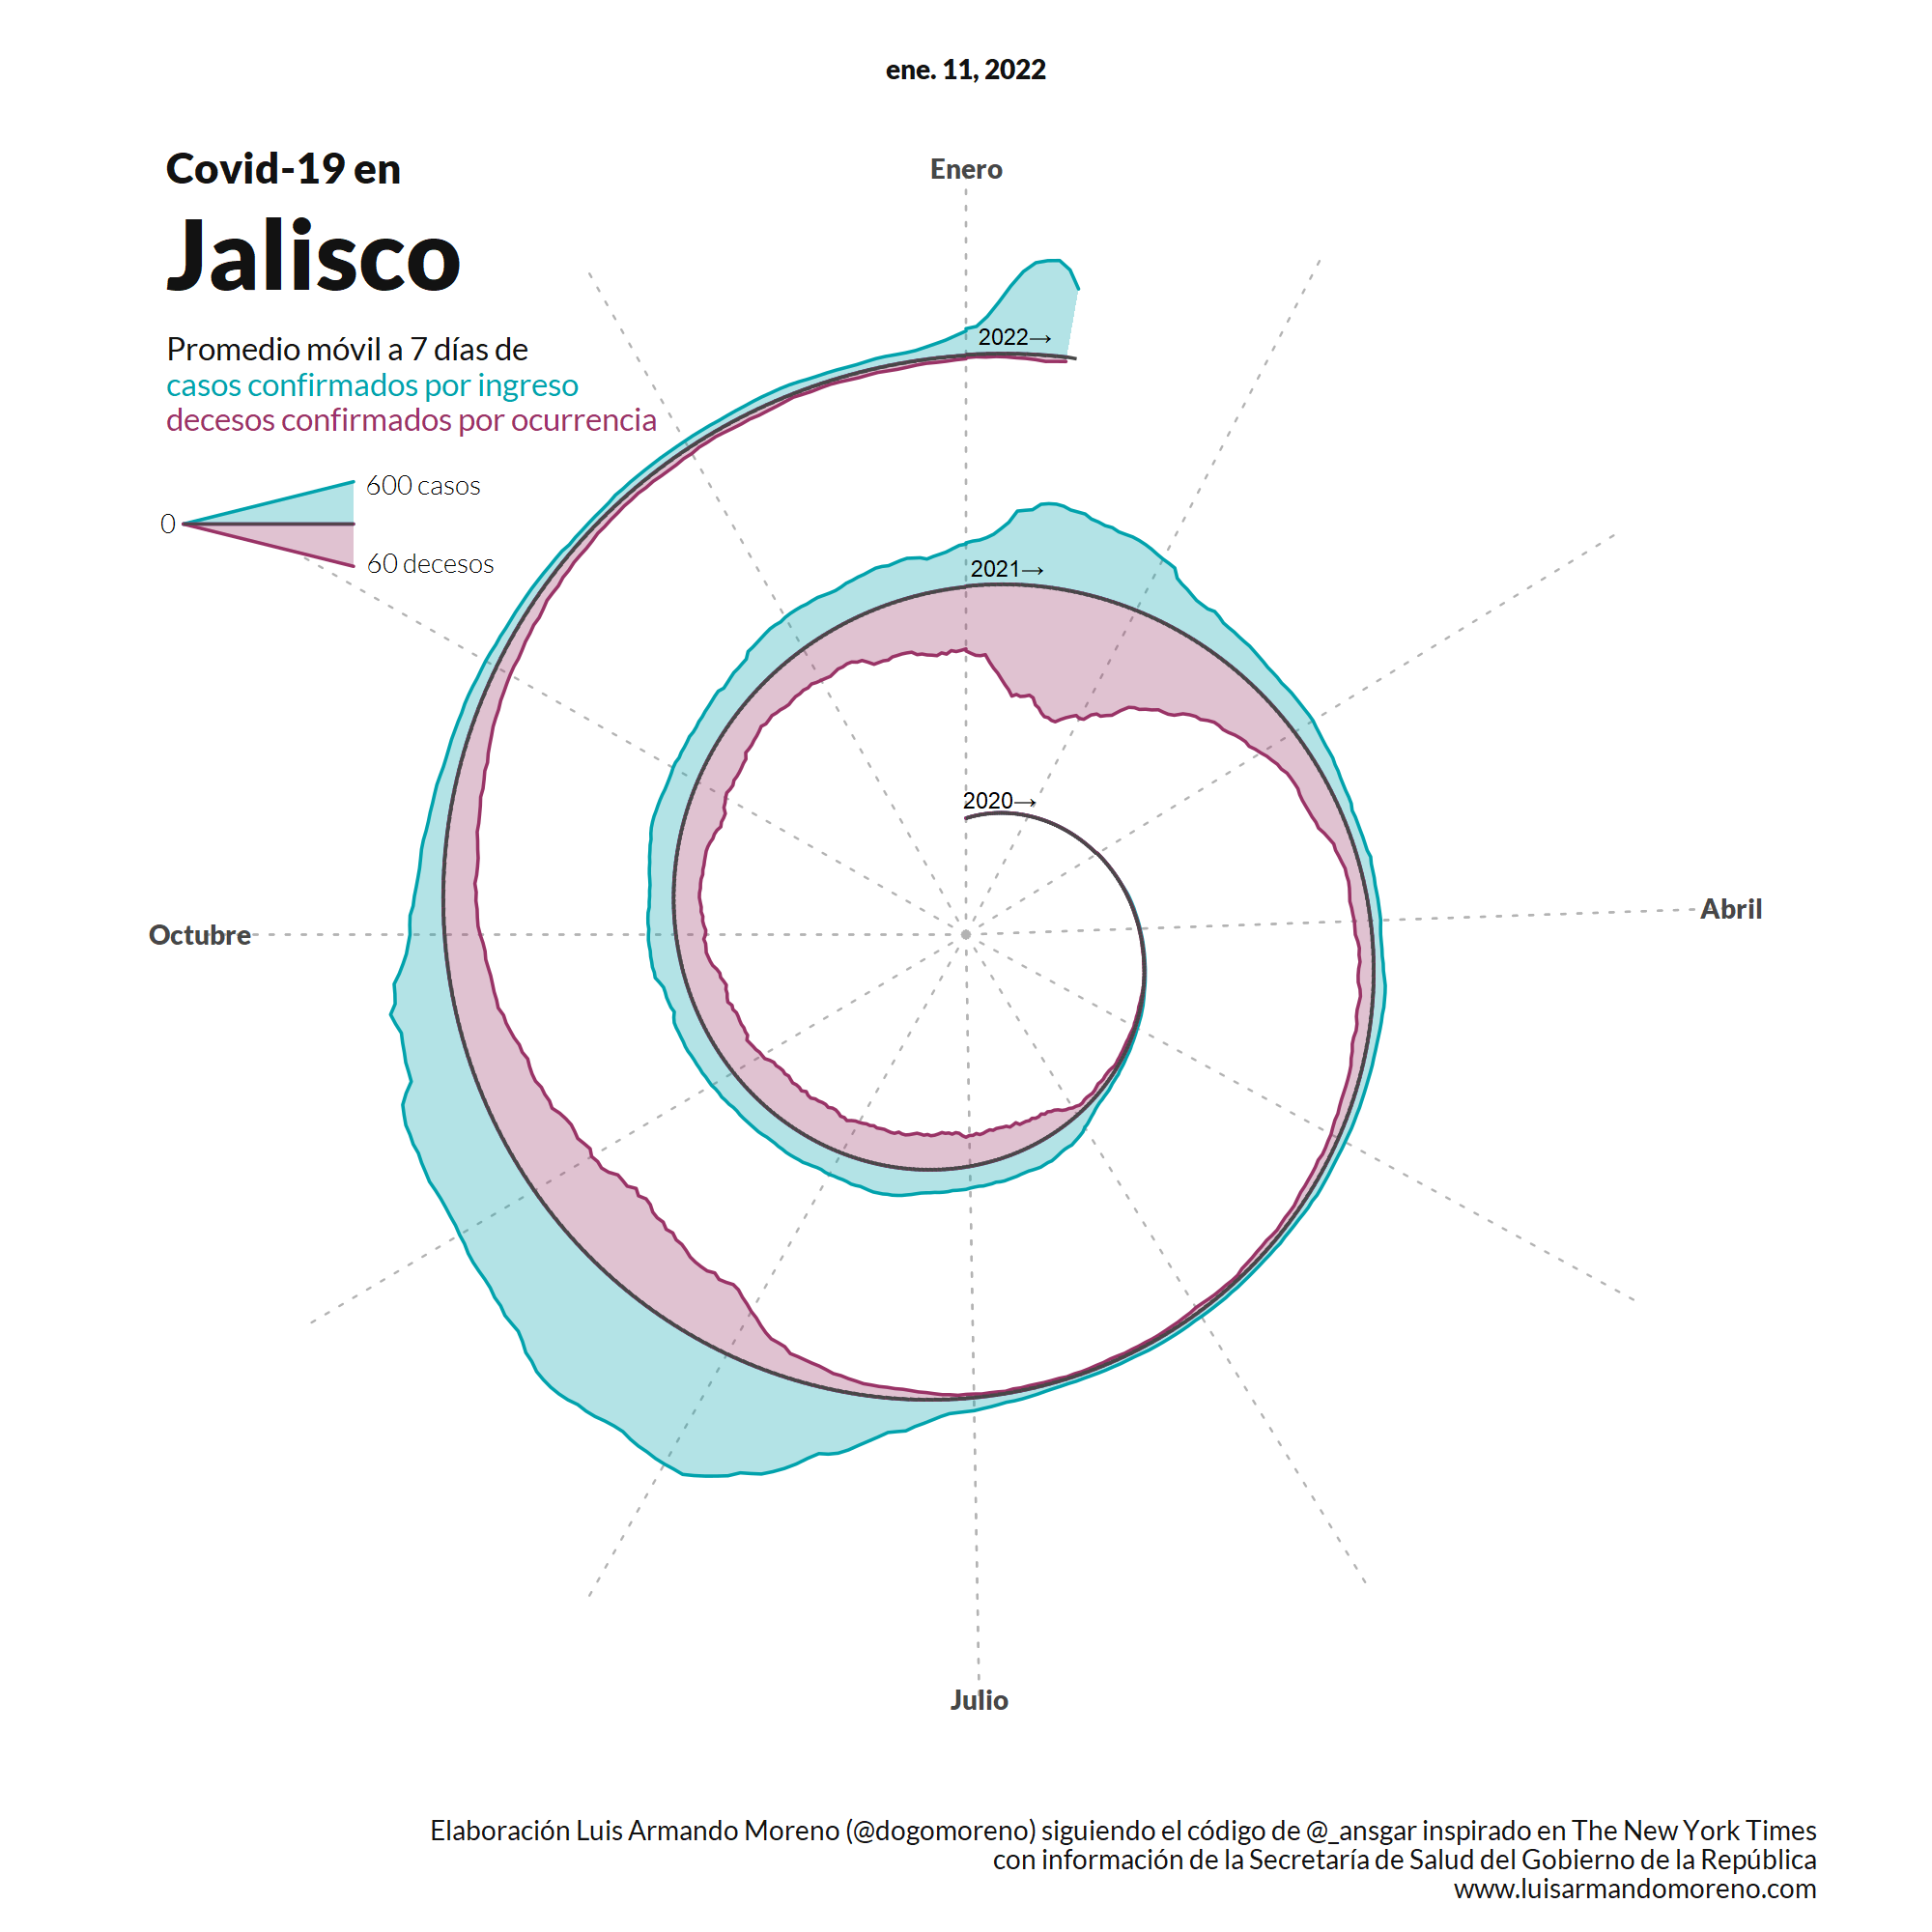 ene. 11, 2022
Covid-19 en
Jalisco
Promedio móvil a 7 días de
casos confirmados por ingreso
decesos confirmados por ocurrencia
600 casos
0
60 decesos
Enero
2022→
2021→
2020→
Abril
Octubre
Julio
Elaboración Luis Armando Moreno (@dogomoreno) siguiendo el código de @_ansgar inspirado en The New York Times
con información de la Secretaría de Salud del Gobierno de la República
www.luisarmandomoreno.com